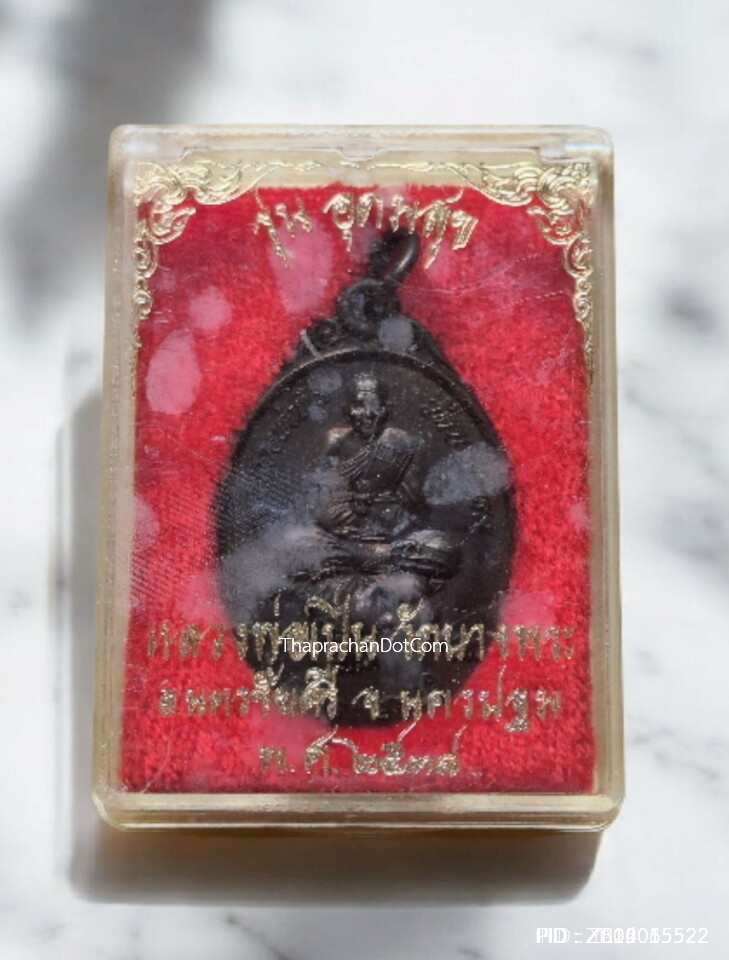 รุ่น อุดมสุข
หลวงพ่อเปิ่น วัดบางพระ
ThaprachanDotCom
อ.นครชัยศรี จ.นครปฐม
พ.ศ. ๒๕๓๘
PID :